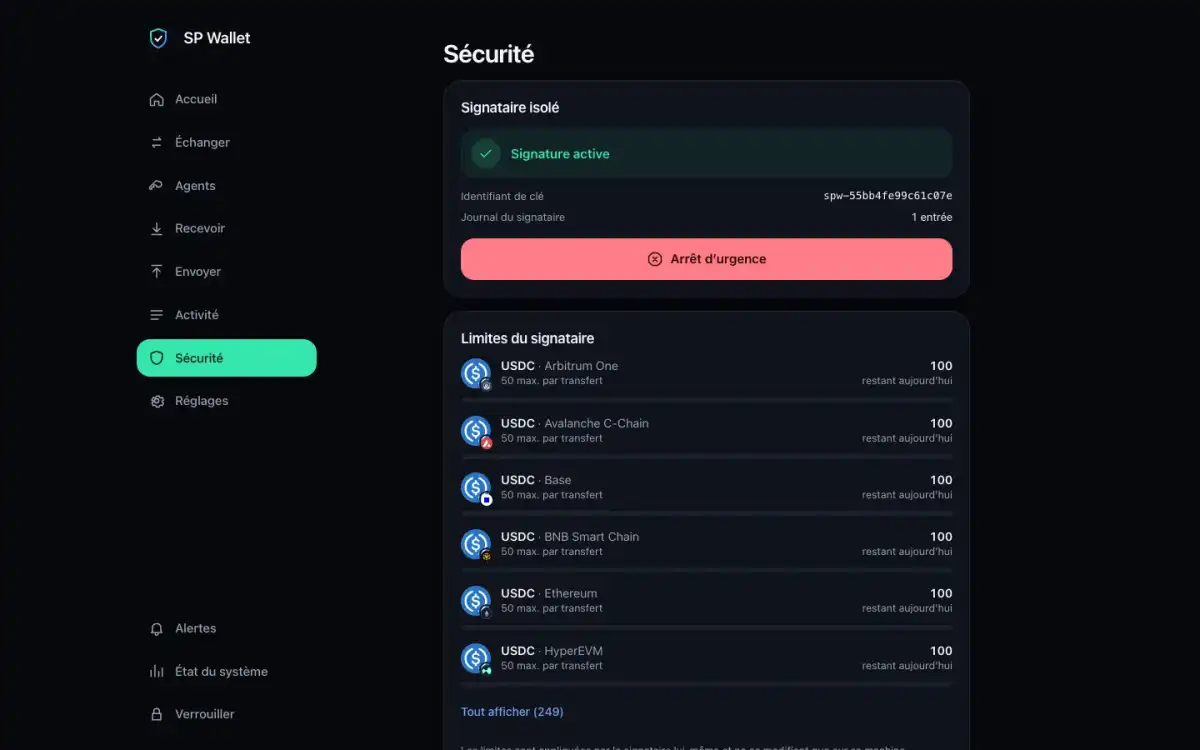 SP Wallet
Accueil
Échanger
Agents
Recevoir
Envoyer
Activité
Sécurité
Réglages
Alertes
État du système
Verrouiller
Sécurité
Signataire isolé
Signature active
Identifiant de clé spw-55bb4fe99c61c07e
Journal du signataire 1 entrée
Arrêt d’urgence
Limites du signataire
USDC · Arbitrum One 100
50 max. par transfert restant aujourd’hui
USDC · Avalanche C-Chain 100
50 max. par transfert restant aujourd’hui
USDC · Base 100
50 max. par transfert restant aujourd’hui
USDC · BNB Smart Chain 100
50 max. par transfert restant aujourd’hui
USDC · Ethereum 100
50 max. par transfert restant aujourd’hui
USDC · HyperEVM 100
50 max. par transfert restant aujourd’hui
Tout afficher (249)